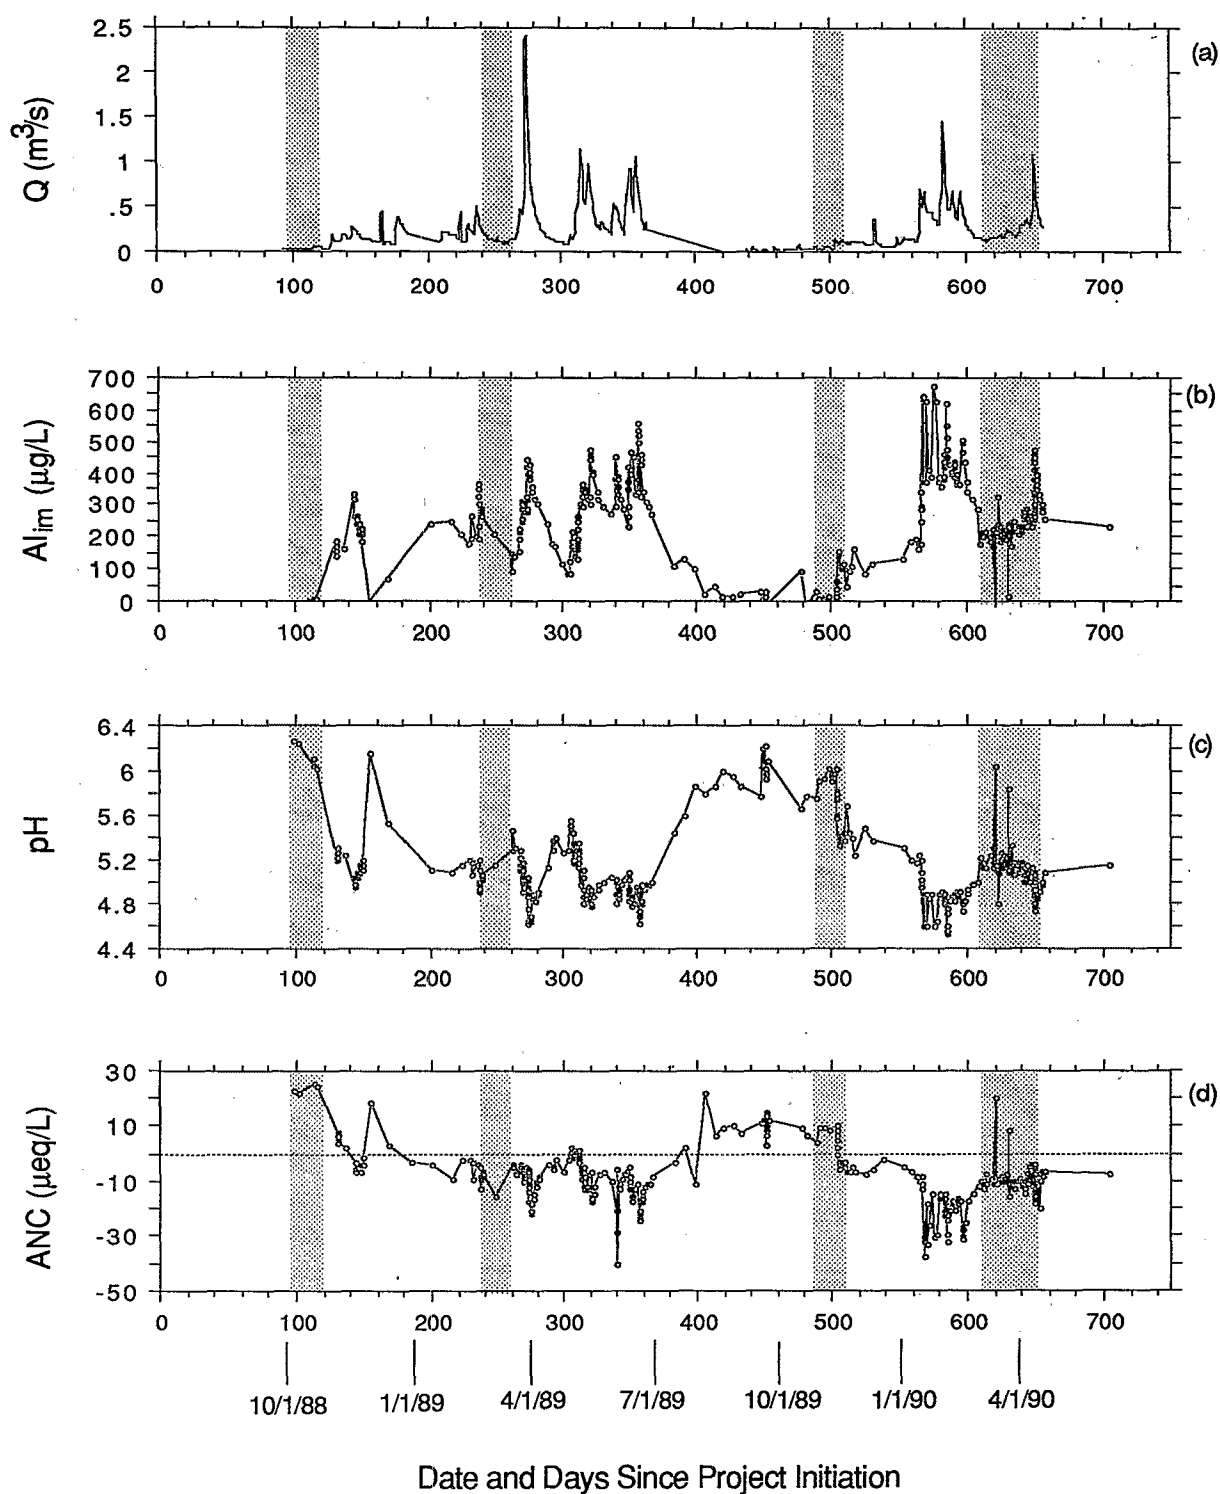 (a)
Q (m³/s)
2.5
2
1.5
1
.5
0
0 100 200 300 400 500 600 700
(b)
Alim (µg/L)
700
600
500
400
300
200
100
0
0 100 200 300 400 500 600 700
(c)
pH
6.4
6
5.6
5.2
4.8
4.4
0 100 200 300 400 500 600 700
(d)
ANC (µeq/L)
30
10
-10
-30
-50
0 100 200 300 400 500 600 700
10/1/88 1/1/89 4/1/89 7/1/89 10/1/89 1/1/90 4/1/90
Date and Days Since Project Initiation